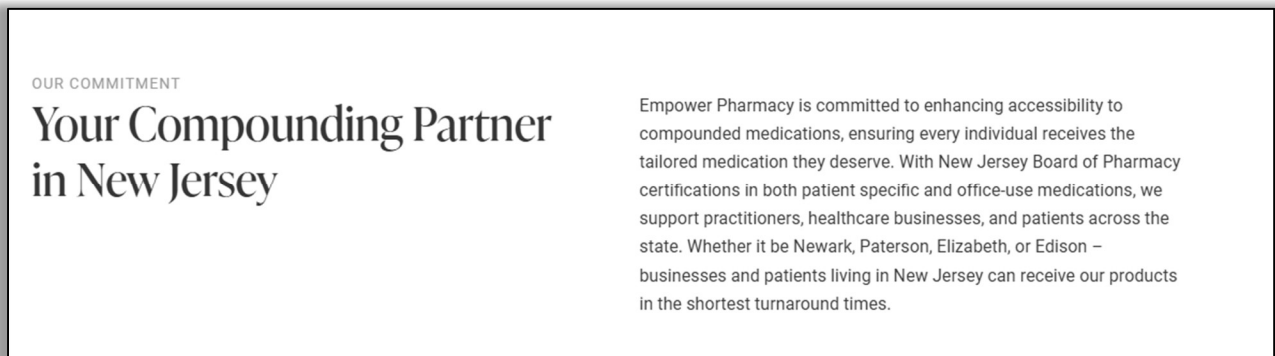 OUR COMMITMENT
Your Compounding Partner
in New Jersey
Empower Pharmacy is committed to enhancing accessibility to
compounded medications, ensuring every individual receives the
tailored medication they deserve. With New Jersey Board of Pharmacy
certifications in both patient specific and office-use medications, we
support practitioners, healthcare businesses, and patients across the
state. Whether it be Newark, Paterson, Elizabeth, or Edison –
businesses and patients living in New Jersey can receive our products
in the shortest turnaround times.